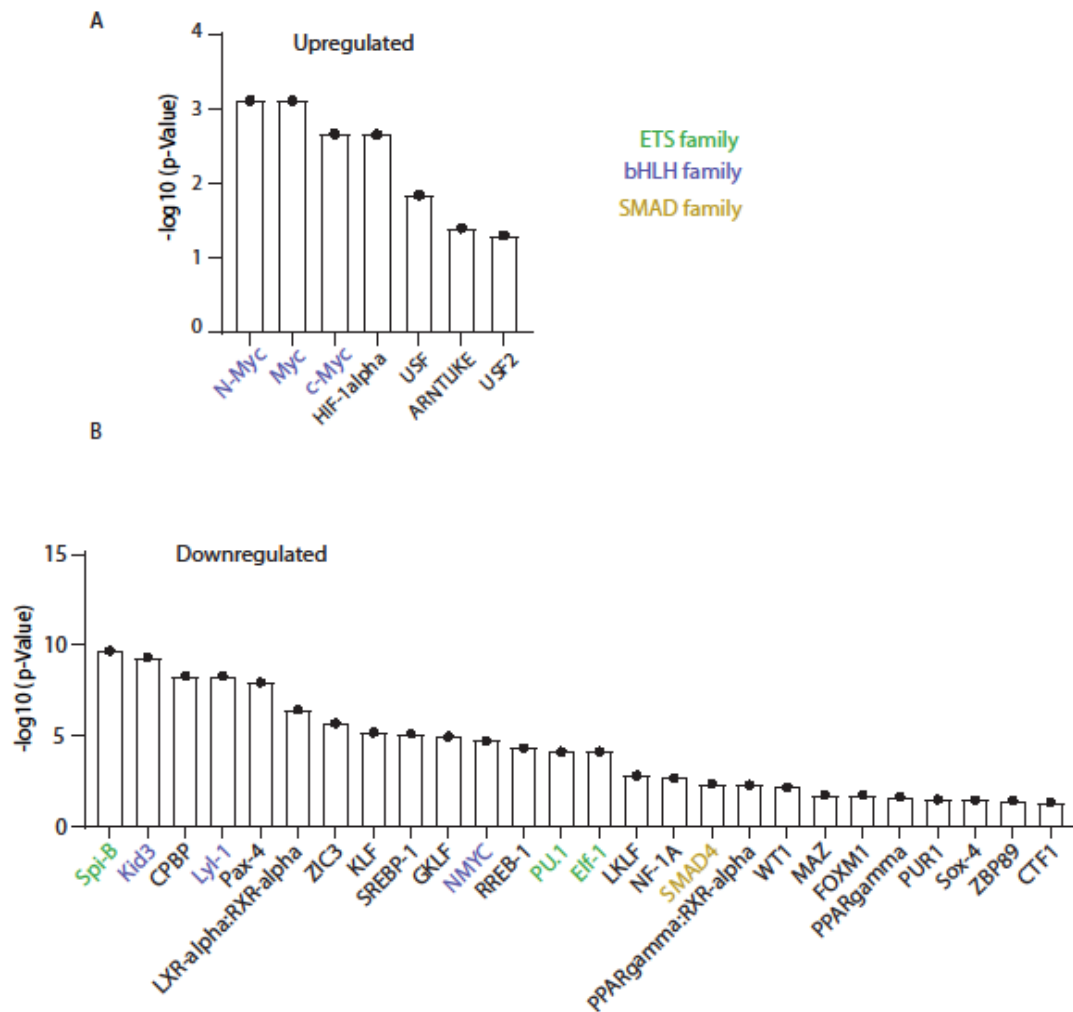 A
Upregulated
-log10 (p-Value)
4
3
2
1
0
N-Myc
Myc
c-Myc
HIF-1alpha
USF
ARNTLIKE
USF2
ETS family
bHLH family
SMAD family
B
Downregulated
-log10 (p-Value)
15
10
5
0
Spi-B
Kid3
CPBP
Lyl-1
Pax-4
LXR-alpha:RXR-alpha
ZIC3
KLF
SREBP-1
GKLF
NMYC
RREB-1
PU.1
Elf-1
LKLF
NF-1A
SMAD4
PPARgamma:RXR-alpha
WT1
MAZ
FOXM1
PPARgamma
PUR1
Sox-4
ZBP89
CTF1